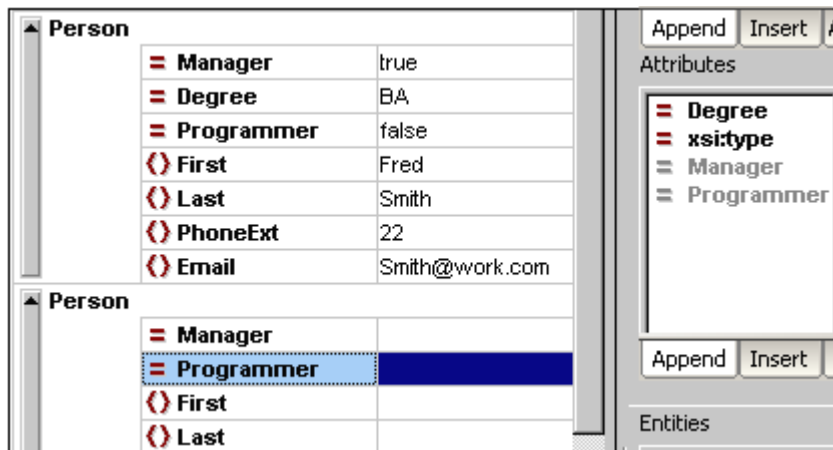 Person
= Manager true
= Degree BA
= Programmer false
() First Fred
() Last Smith
() PhoneExt 22
() Email Smith@work.com
Person
= Manager
= Programmer
() First
() Last
Append Insert A
Attributes
= Degree
= xsi:type
= Manager
= Programmer
Append Insert
Entities